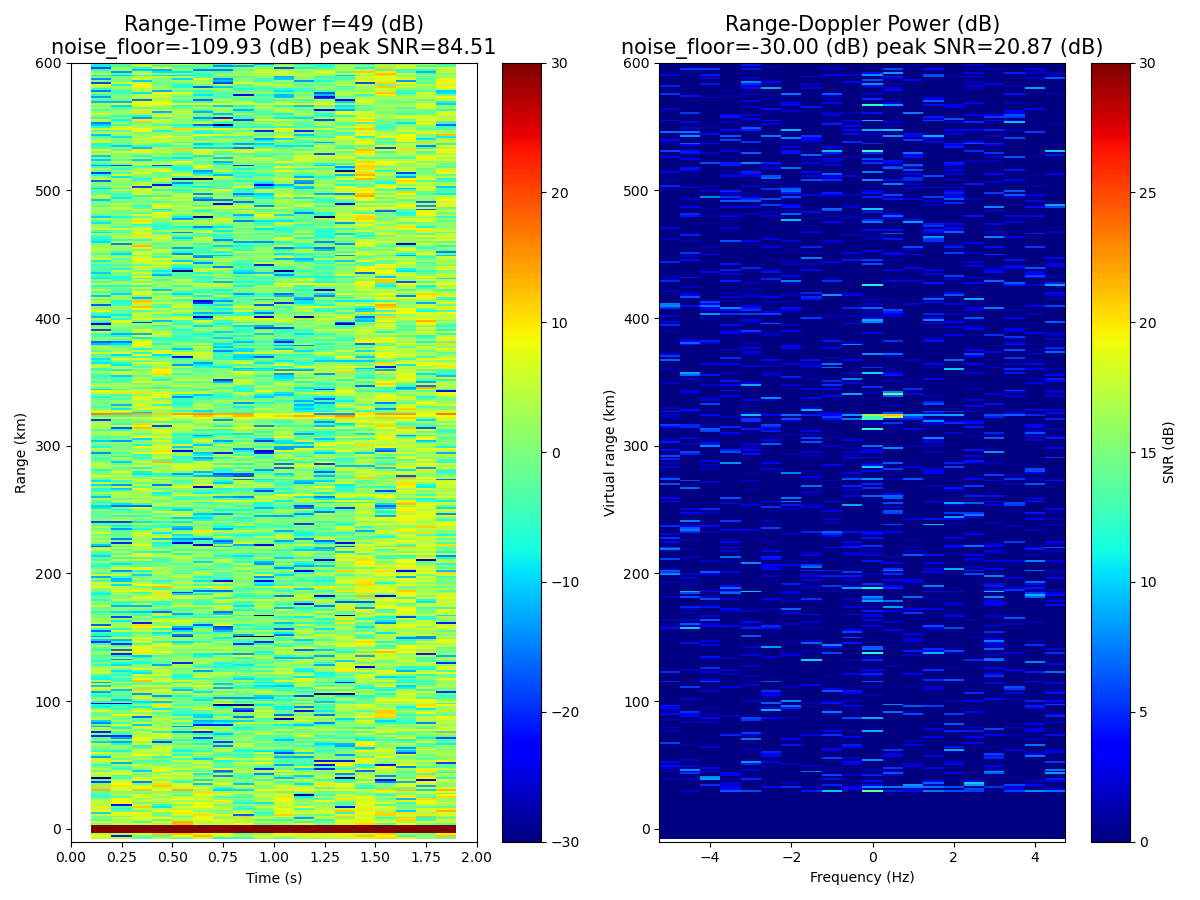 Range-Time Power f=49 (dB)
noise_floor=-109.93 (dB) peak SNR=84.51
Range-Doppler Power (dB)
noise_floor=-30.00 (dB) peak SNR=20.87 (dB)
600
500
400
300
200
100
0
Range (km)
0.00 0.25 0.50 0.75 1.00 1.25 1.50 1.75 2.00
Time (s)
30
20
10
0
−10
−20
−30
600
500
400
300
200
100
0
Virtual range (km)
−4 −2 0 2 4
Frequency (Hz)
30
25
20
15
10
5
0
SNR (dB)